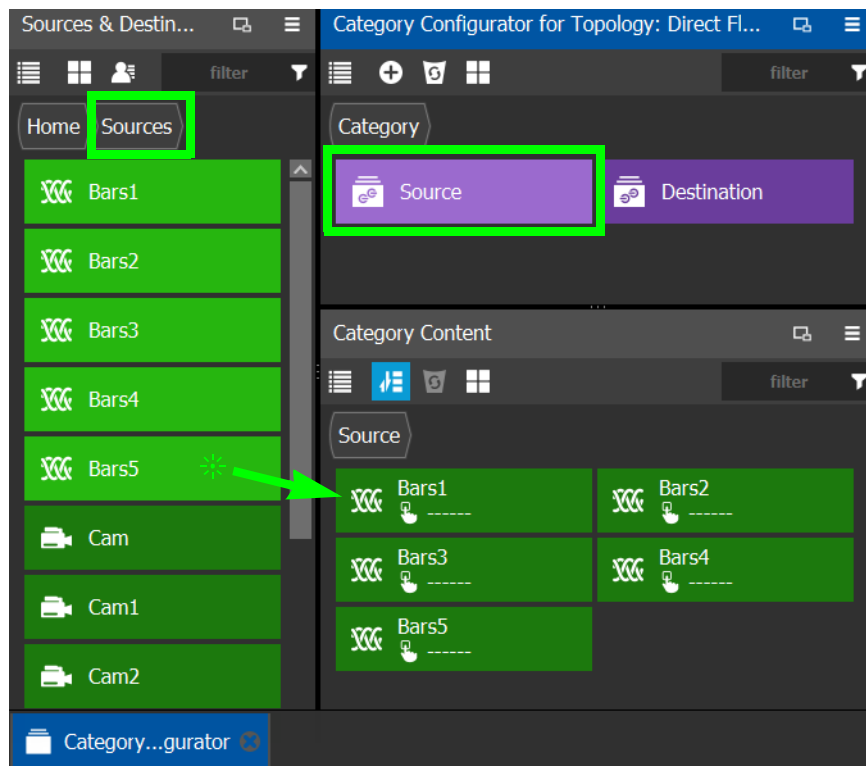 Sources & Destin...
filter
Home
Sources
Bars1
Bars2
Bars3
Bars4
Bars5
Cam
Cam1
Cam2
Category Configurator for Topology: Direct Fl...
filter
Category
Source
Destination
Category Content
filter
Source
Bars1
------
Bars2
------
Bars3
------
Bars4
------
Bars5
------
Category...gurator